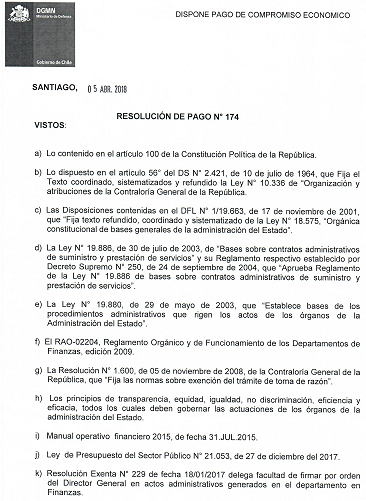 DGMN
Ministerio de Defensa
Gobierno de Chile
DISPONE PAGO DE COMPROMISO ECONOMICO
SANTIAGO, 05 ABR. 2018
RESOLUCIÓN DE PAGO N° 174
VISTOS:
a) Lo contenido en el artículo 100 de la Constitución Política de la República.
b) Lo dispuesto en el artículo 56° del DS N° 2.421, de 10 de julio de 1964, que Fija el
Texto coordinado, sistematizados y refundido la Ley N° 10.336 de “Organización y
atribuciones de la Contraloría General de la República.
c) Las Disposiciones contenidas en el DFL N° 1/19.663, de 17 de noviembre de 2001,
que “Fija texto refundido, coordinado y sistematizado de la Ley N° 18.575, “Orgánica
constitucional de bases generales de la administración del Estado”.
d) La Ley N° 19.886, de 30 de julio de 2003, de “Bases sobre contratos administrativos
de suministro y prestación de servicios” y su Reglamento respectivo establecido por
Decreto Supremo N° 250, de 24 de septiembre de 2004, que “Aprueba Reglamento
de la Ley N° 19.886 de bases sobre contratos administrativos de suministro y
prestación de servicios”.
e) La Ley N° 19.880, de 29 de mayo de 2003, que “Establece bases de los
procedimientos administrativos que rigen los actos de los órganos de la
Administración del Estado”.
f) El RAO-02204, Reglamento Orgánico y de Funcionamiento de los Departamentos de
Finanzas, edición 2009.
g) La Resolución N° 1.600, de 05 de noviembre de 2008, de la Contraloría General de la
República, que “Fija las normas sobre exención del trámite de toma de razón”.
h) Los principios de transparencia, equidad, igualdad, no discriminación, eficiencia y
eficacia, todos los cuales deben gobernar las actuaciones de los órganos de la
administración del Estado.
i) Manual operativo financiero 2015, de fecha 31.JUL.2015.
j) Ley de Presupuesto del Sector Público N° 21.053, de 27 de diciembre del 2017.
k) Resolución Exenta N° 229 de fecha 18/01/2017 delega facultad de firmar por orden
del Director General en actos administrativos generados en el departamento en
Finanzas.